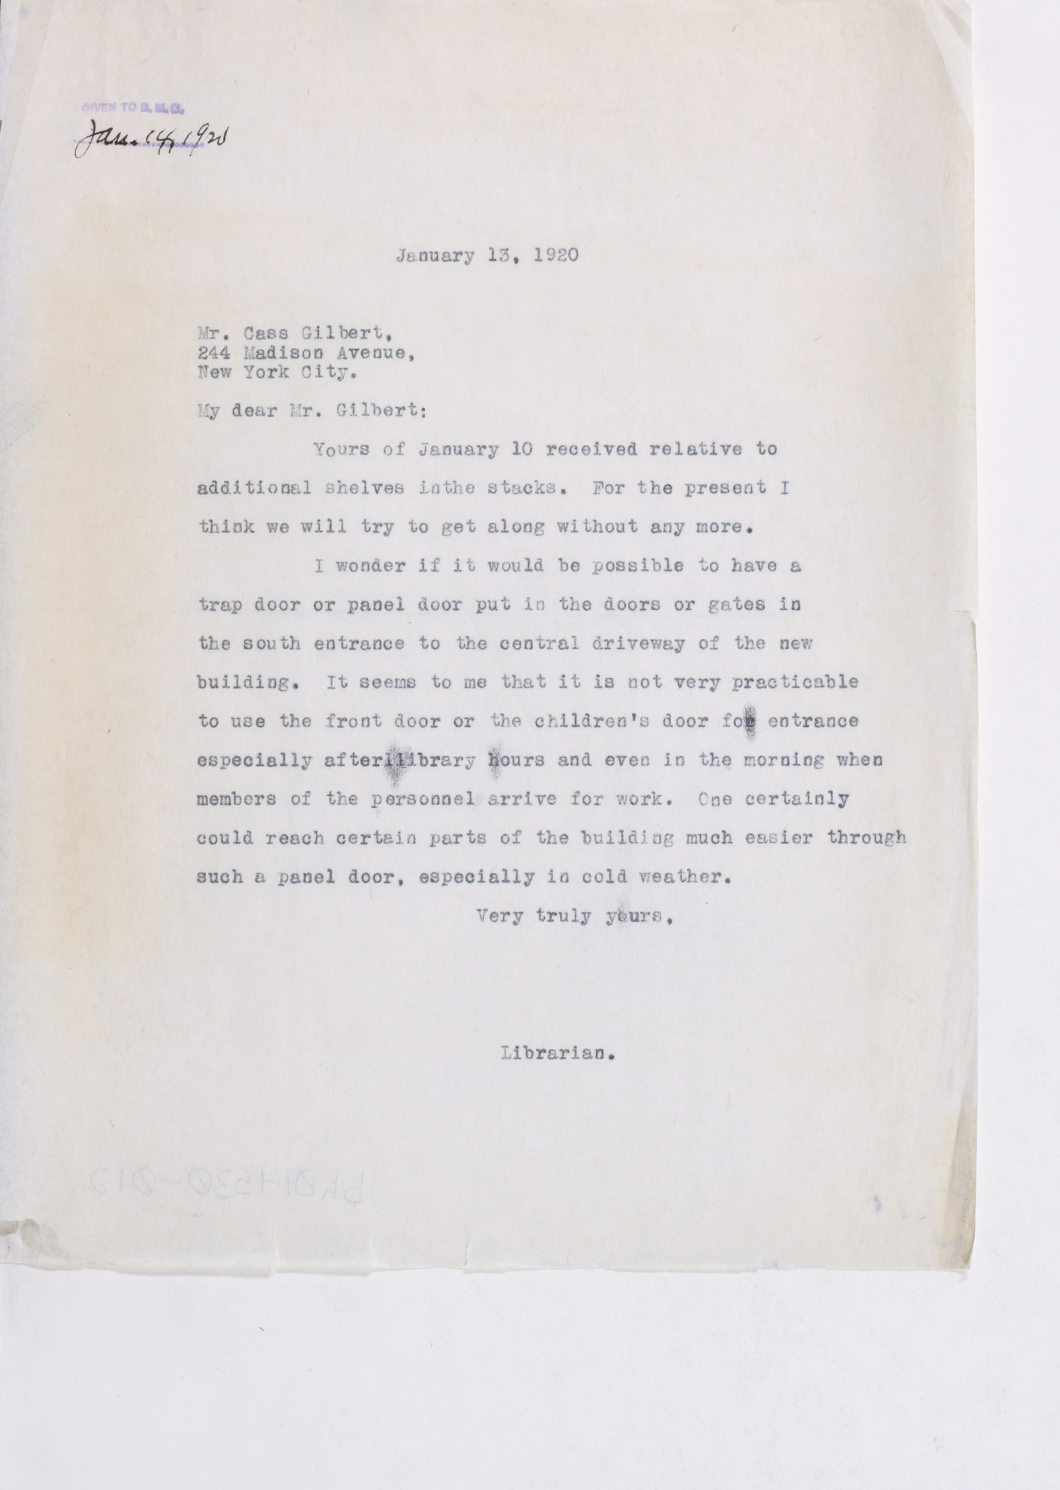 GIVEN TO B. M. G.
Jan. 14, 1920
January 13, 1920
Mr. Cass Gilbert,
244 Madison Avenue,
New York City.
My dear Mr. Gilbert:
Yours of January 10 received relative to
additional shelves inthe stacks.  For the present I
think we will try to get along without any more.
I wonder if it would be possible to have a
trap door or panel door put in the doors or gates in
the south entrance to the central driveway of the new
building.  It seems to me that it is not very practicable
to use the front door or the children's door for entrance
especially after library hours and even in the morning when
members of the personnel arrive for work.  One certainly
could reach certain parts of the building much easier through
such a panel door, especially in cold weather.
Very truly yours,
Librarian.